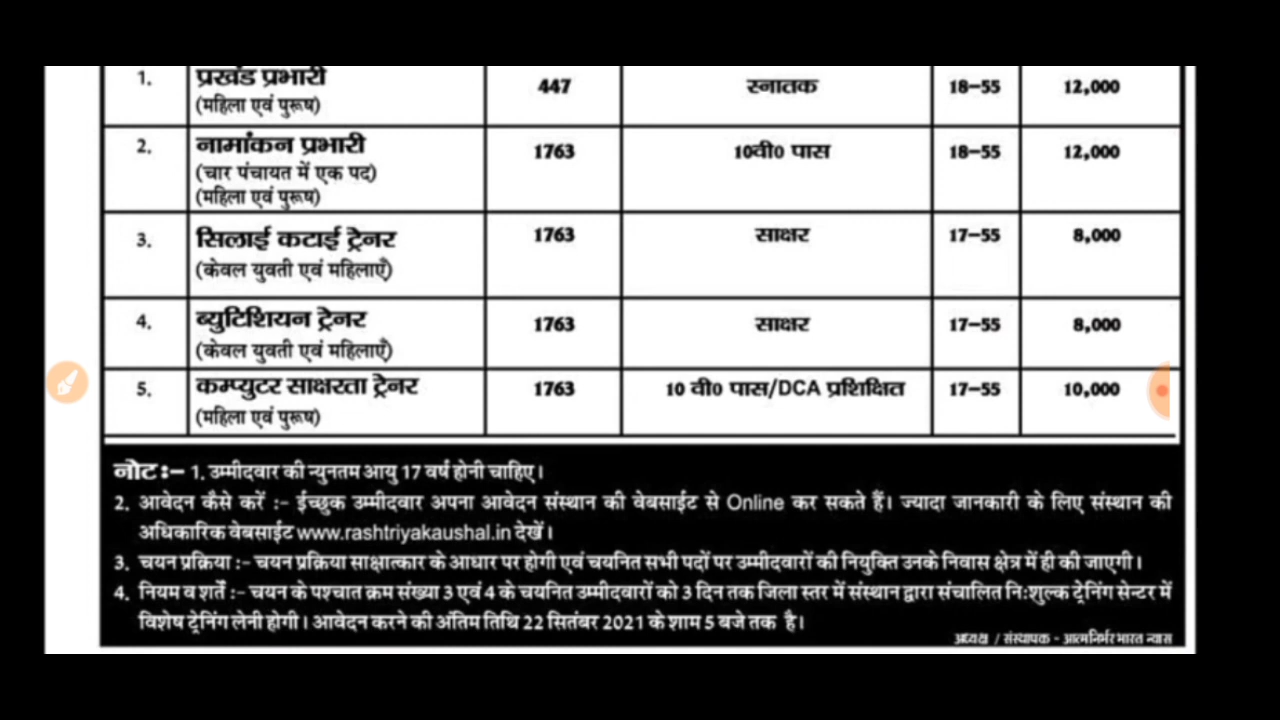 1. प्रखंड प्रभारी 447 स्नातक 18–55 12,000
(महिला एवं पुरूष)
2. नामांकन प्रभारी 1763 10वी0 पास 18–55 12,000
(चार पंचायत में एक पद)
(महिला एवं पुरूष)
3. सिलाई कटाई ट्रेनर 1763 साक्षर 17–55 8,000
(केवल युवती एवं महिलाएँ)
4. ब्युटिशियन ट्रेनर 1763 साक्षर 17–55 8,000
(केवल युवती एवं महिलाएँ)
5. कम्प्युटर साक्षरता ट्रेनर 1763 10 वी0 पास/DCA प्रशिक्षित 17–55 10,000
(महिला एवं पुरूष)
नोट :– 1. उम्मीदवार की न्युनतम आयु 17 वर्ष होनी चाहिए।
2. आवेदन कैसे करें :– ईच्छुक उम्मीदवार अपना आवेदन संस्थान की वेबसाईट से Online कर सकते हैं। ज्यादा जानकारी के लिए संस्थान की
अधिकारिक वेबसाईट www.rashtriyakaushal.in देखें।
3. चयन प्रक्रिया :– चयन प्रक्रिया साक्षात्कार के आधार पर होगी एवं चयनित सभी पदों पर उम्मीदवारों की नियुक्ति उनके निवास क्षेत्र में ही की जाएगी।
4. नियम व शर्तें :– चयन के पश्चात क्रम संख्या 3 एवं 4 के चयनित उम्मीदवारों को 3 दिन तक जिला स्तर में संस्थान द्वारा संचालित नि:शुल्क ट्रेनिंग सेन्टर में
विशेष ट्रेनिंग लेनी होगी। आवेदन करने की अंतिम तिथि 22 सितंबर 2021 के शाम 5 बजे तक है।
अध्यक्ष / संस्थापक - आत्मनिर्भर भारत न्यास